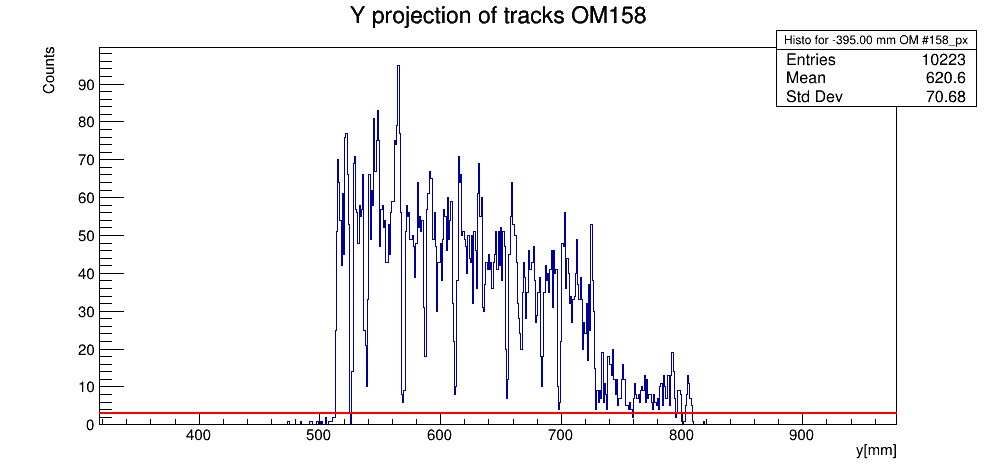 Y projection of tracks OM158
Histo for -395.00 mm OM #158_px
Entries 10223
Mean 620.6
Std Dev 70.68
Counts
90
80
70
60
50
40
30
20
10
0
400 500 600 700 800 900
y[mm]